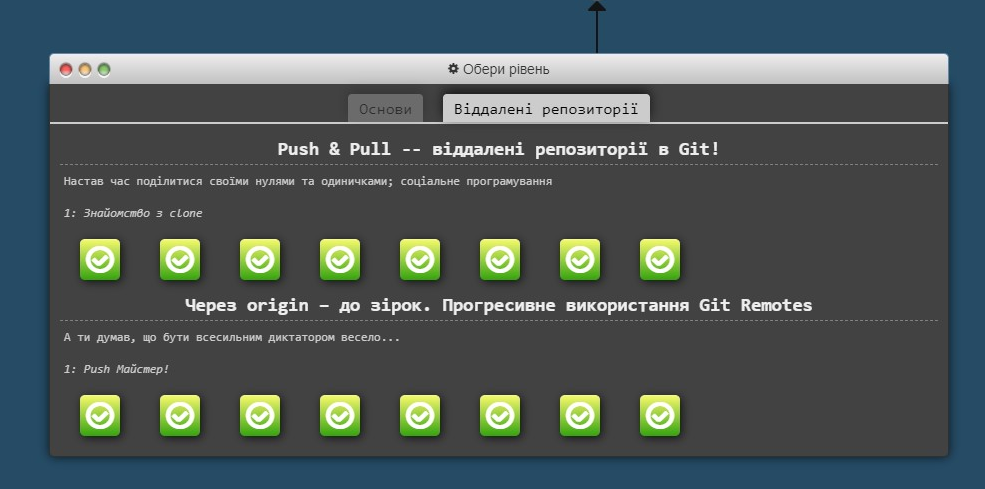 Обери рівень
Основи
Віддалені репозиторії
Push & Pull -- віддалені репозиторії в Git!
Настав час поділитися своїми нулями та одиничками; соціальне програмування
1: Знайомство з clone
Через origin – до зірок. Прогресивне використання Git Remotes
А ти думав, що бути всесильним диктатором весело...
1: Push Майстер!